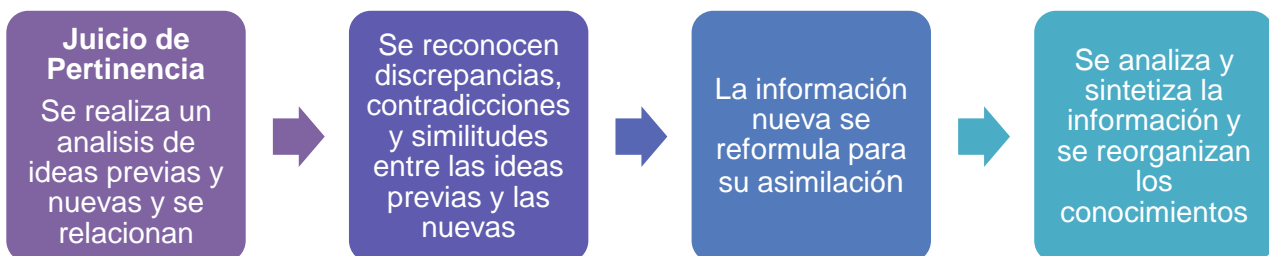 Juicio de
Pertinencia
Se realiza un
analisis de
ideas previas y
nuevas y se
relacionan
Se reconocen
discrepancias,
contradicciones
y similitudes
entre las ideas
previas y las
nuevas
La información
nueva se
reformula para
su asimilación
Se analiza y
sintetiza la
información y
se reorganizan
los
conocimientos